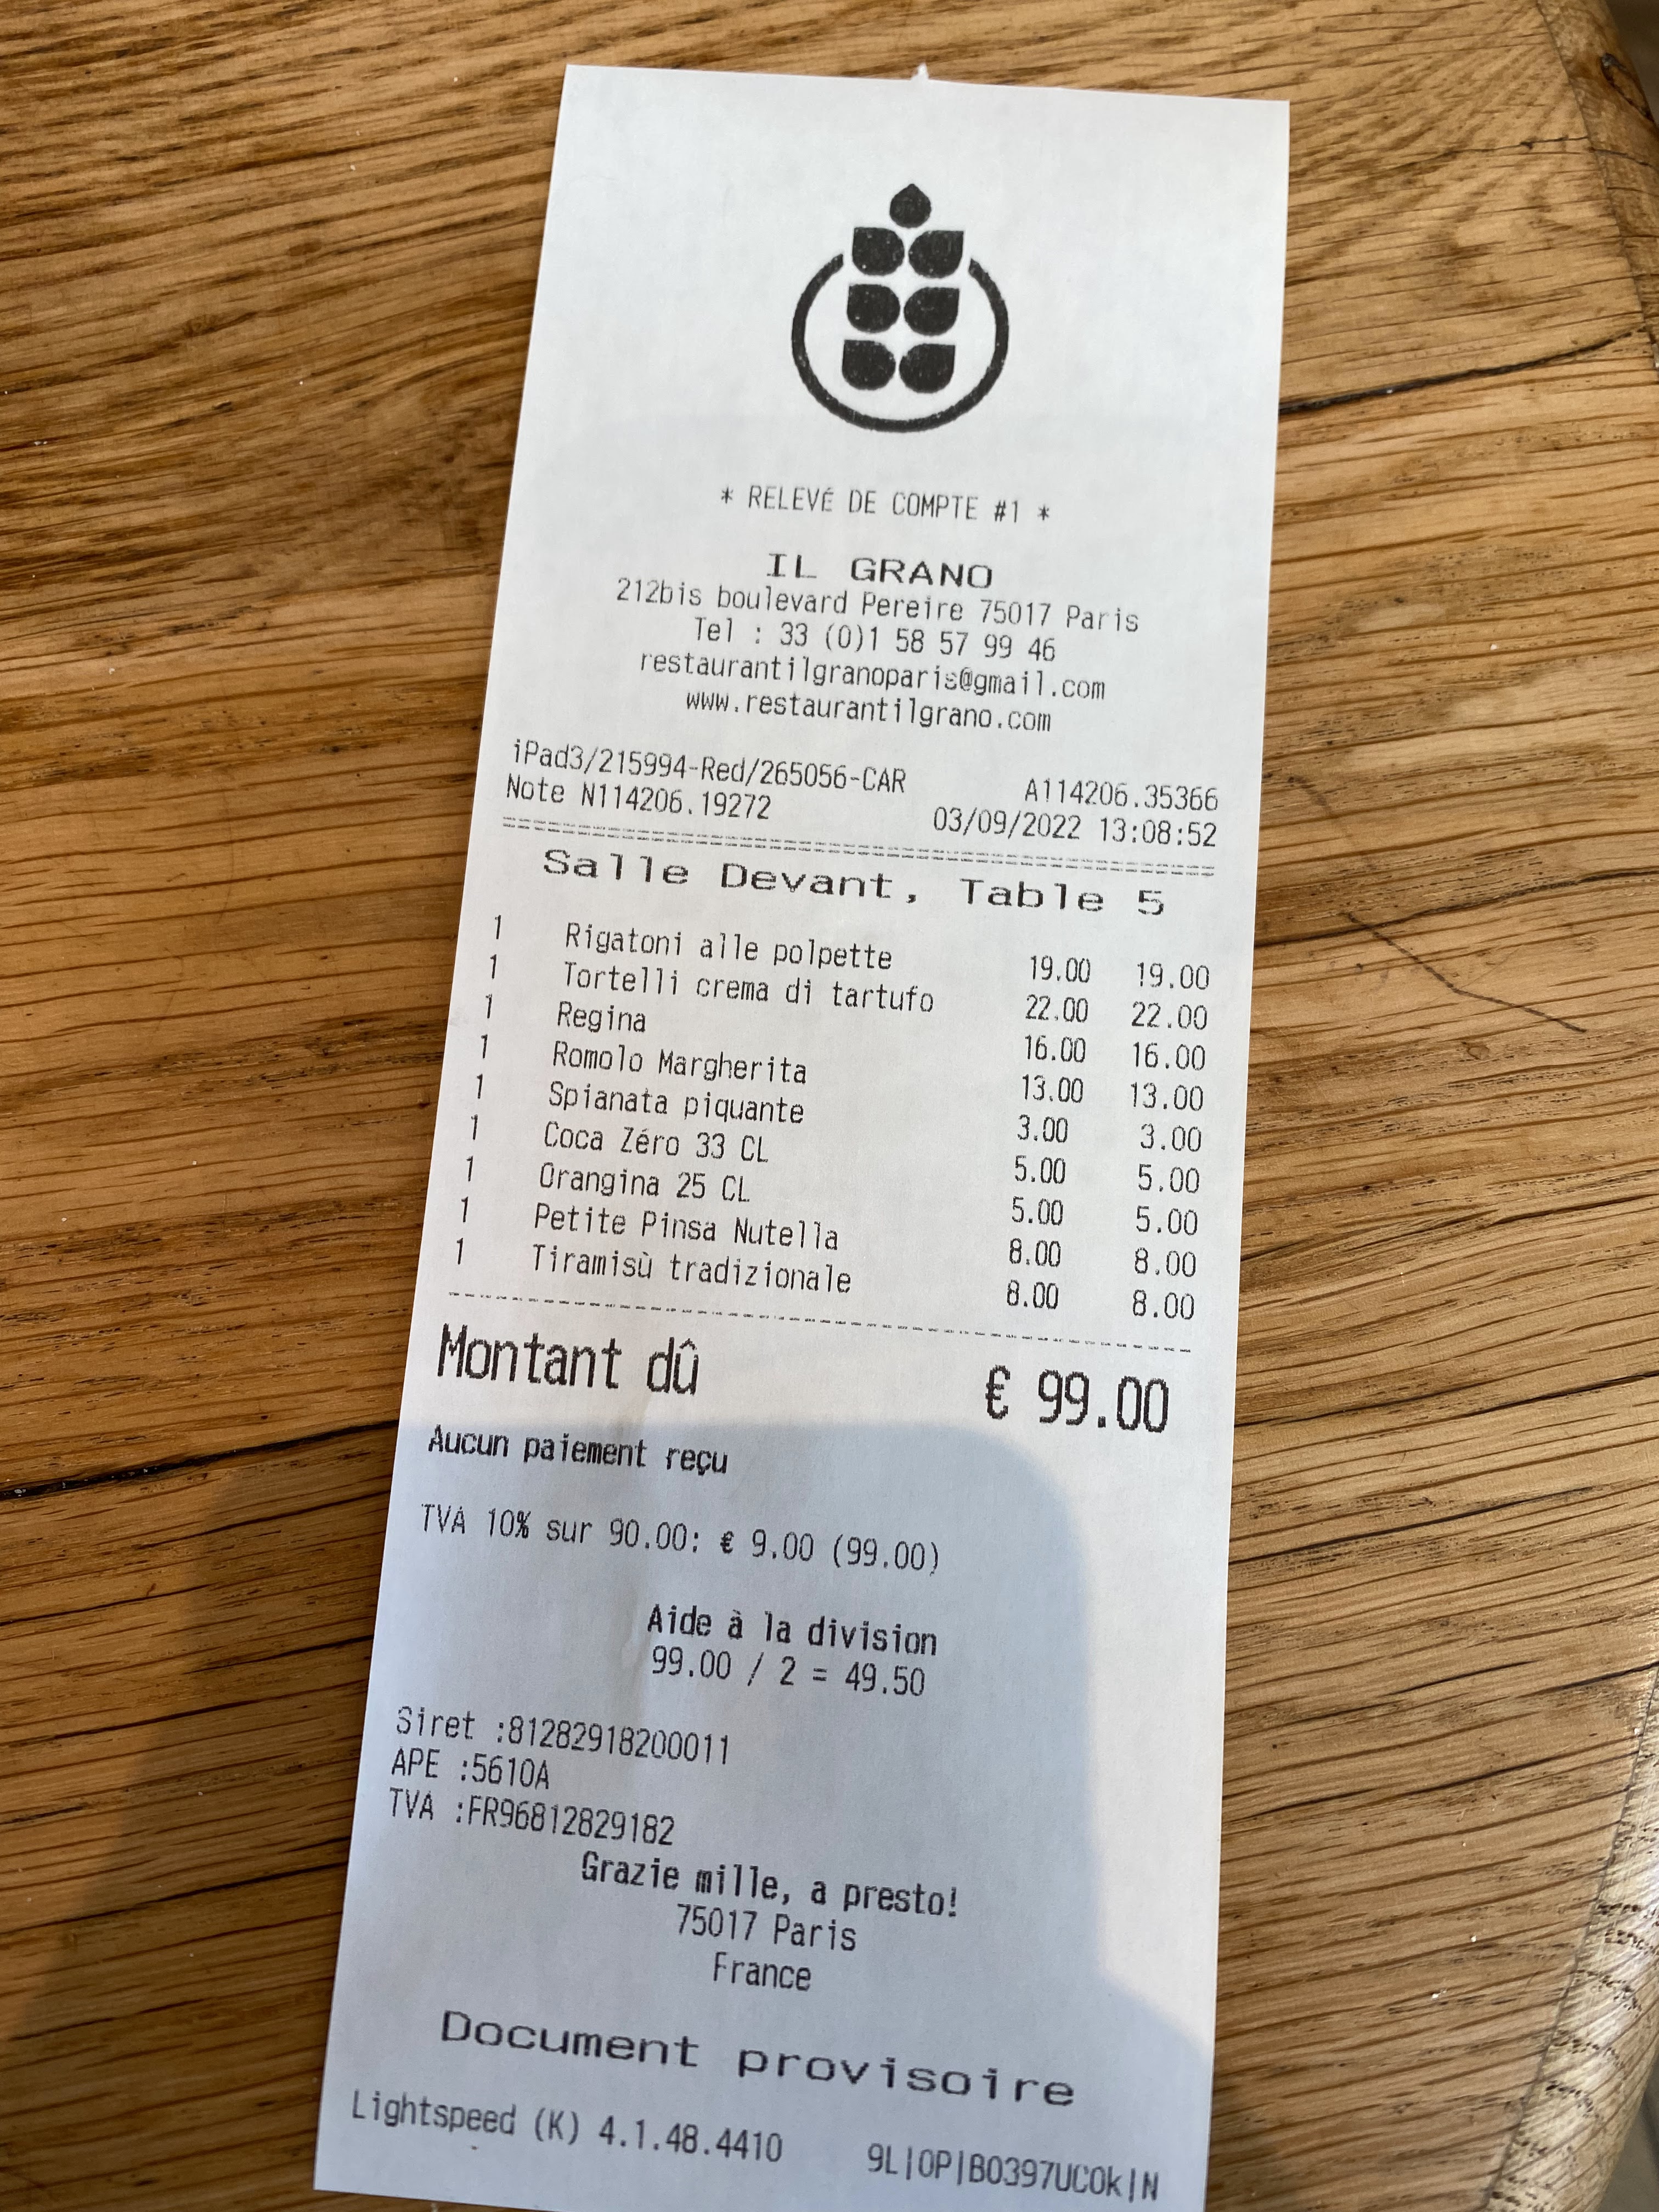 * RELEVÉ DE COMPTE #1 *
IL GRANO
212bis boulevard Pereire 75017 Paris
Tel : 33 (0)1 58 57 99 46
restaurantilgranoparis@gmail.com
www.restaurantilgrano.com
iPad3/215994-Red/265056-CAR A114206.35366
Note N114206.19272 03/09/2022 13:08:52
Salle Devant, Table 5
1 Rigatoni alle polpette 19.00 19.00
1 Tortelli crema di tartufo 22.00 22.00
1 Regina 16.00 16.00
1 Romolo Margherita 13.00 13.00
1 Spianata piquante 3.00 3.00
1 Coca Zéro 33 CL 5.00 5.00
1 Orangina 25 CL 5.00 5.00
1 Petite Pinsa Nutella 8.00 8.00
1 Tiramisù tradizionale 8.00 8.00
Montant dû € 99.00
Aucun paiement reçu
TVA 10% sur 90.00: € 9.00 (99.00)
Aide à la division
99.00 / 2 = 49.50
Siret :81282918200011
APE :5610A
TVA :FR96812829182
Grazie mille, a presto!
75017 Paris
France
Document provisoire
Lightspeed (K) 4.1.48.4410 9L|OP|BO397UCOk|N